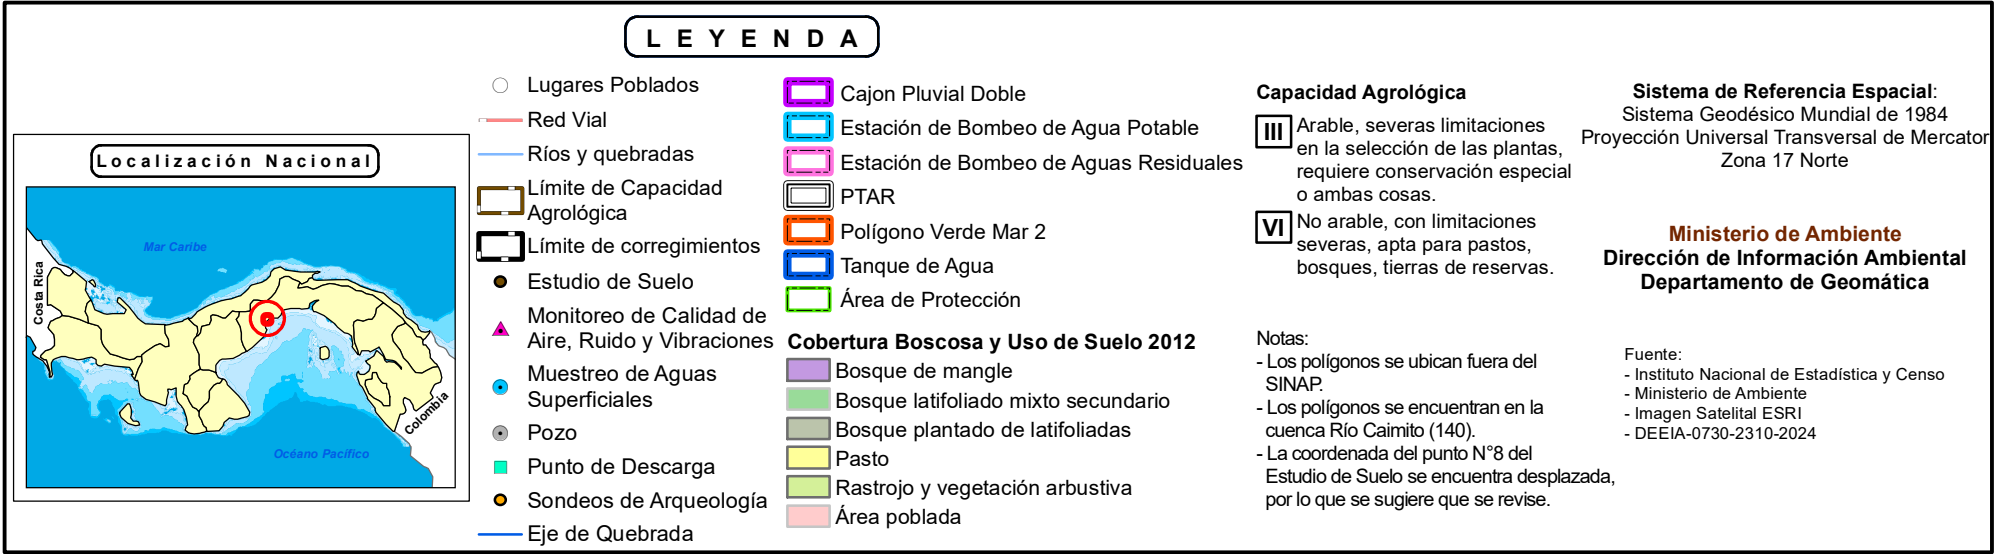 L E Y E N D A
Localización Nacional
Mar Caribe
Costa Rica
Colombia
Océano Pacífico
Lugares Poblados
Red Vial
Ríos y quebradas
Límite de Capacidad
Agrológica
Límite de corregimientos
Estudio de Suelo
Monitoreo de Calidad de
Aire, Ruido y Vibraciones
Muestreo de Aguas
Superficiales
Pozo
Punto de Descarga
Sondeos de Arqueología
Eje de Quebrada
Cajon Pluvial Doble
Estación de Bombeo de Agua Potable
Estación de Bombeo de Aguas Residuales
PTAR
Polígono Verde Mar 2
Tanque de Agua
Área de Protección
Cobertura Boscosa y Uso de Suelo 2012
Bosque de mangle
Bosque latifoliado mixto secundario
Bosque plantado de latifoliadas
Pasto
Rastrojo y vegetación arbustiva
Área poblada
Capacidad Agrológica
III Arable, severas limitaciones
en la selección de las plantas,
requiere conservación especial
o ambas cosas.
VI No arable, con limitaciones
severas, apta para pastos,
bosques, tierras de reservas.
Notas:
- Los polígonos se ubican fuera del
SINAP.
- Los polígonos se encuentran en la
cuenca Río Caimito (140).
- La coordenada del punto N°8 del
Estudio de Suelo se encuentra desplazada,
por lo que se sugiere que se revise.
Sistema de Referencia Espacial:
Sistema Geodésico Mundial de 1984
Proyección Universal Transversal de Mercator
Zona 17 Norte
Ministerio de Ambiente
Dirección de Información Ambiental
Departamento de Geomática
Fuente:
- Instituto Nacional de Estadística y Censo
- Ministerio de Ambiente
- Imagen Satelital ESRI
- DEEIA-0730-2310-2024